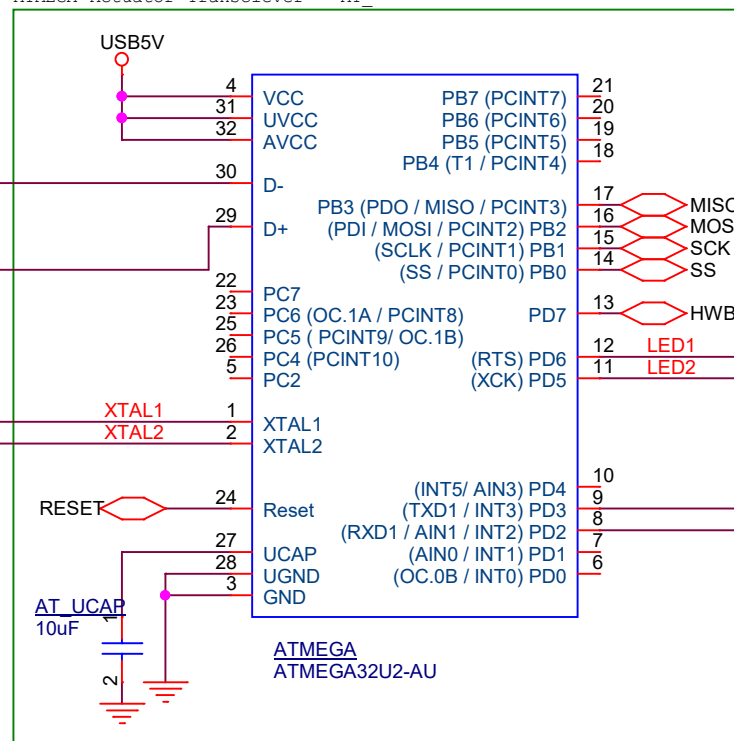 USB5V
4 VCC PB7 (PCINT7) 21
31 UVCC PB6 (PCINT6) 20
32 AVCC PB5 (PCINT5) 19
PB4 (T1 / PCINT4) 18
30 D-
PB3 (PDO / MISO / PCINT3) 17 MISO
29 D+ (PDI / MOSI / PCINT2) PB2 16 MOSI
(SCLK / PCINT1) PB1 15 SCK
(SS / PCINT0) PB0 14 SS
22 PC7
23 PC6 (OC.1A / PCINT8) PD7 13 HWB
25 PC5 ( PCINT9/ OC.1B)
26 PC4 (PCINT10) (RTS) PD6 12 LED1
5 PC2 (XCK) PD5 11 LED2
XTAL1 1 XTAL1
XTAL2 2 XTAL2
(INT5/ AIN3) PD4 10
RESET 24 Reset (TXD1 / INT3) PD3 9
(RXD1 / AIN1 / INT2) PD2 8
27 UCAP (AIN0 / INT1) PD1 7
28 UGND (OC.0B / INT0) PD0 6
3 GND
AT_UCAP
10uF
1
2
ATMEGA
ATMEGA32U2-AU